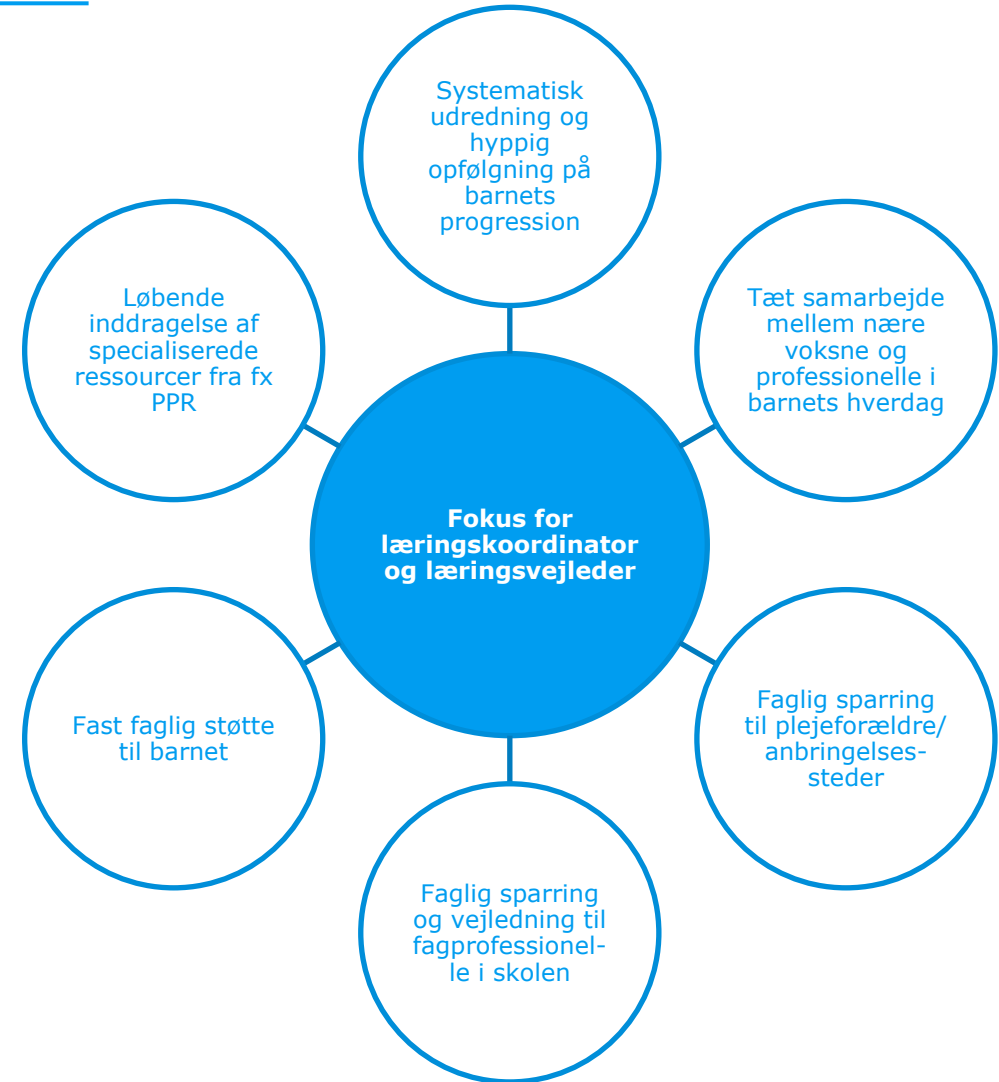 Systematisk
udredning og
hyppig
opfølgning på
barnets
progression
Tæt samarbejde
mellem nære
voksne og
professionelle i
barnets hverdag
Faglig sparring
til plejeforældre/
anbringelses-
steder
Faglig sparring
og vejledning til
fagprofessionel-
le i skolen
Fast faglig støtte
til barnet
Løbende
inddragelse af
specialiserede
ressourcer fra fx
PPR
Fokus for
læringskoordinator
og læringsvejleder